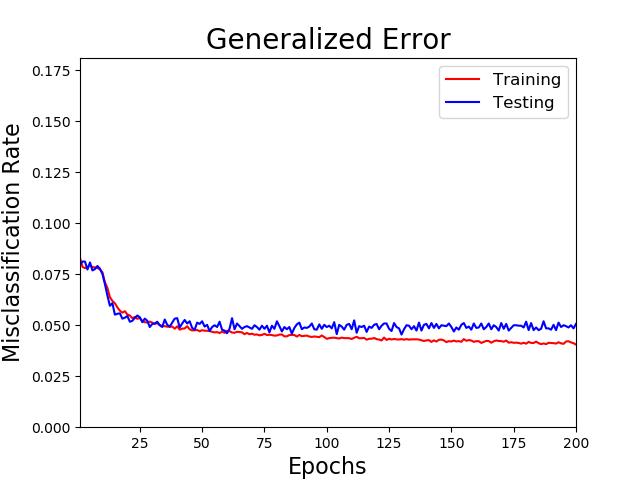 Generalized Error
Training
Testing
Misclassification Rate
0.175
0.150
0.125
0.100
0.075
0.050
0.025
0.000
25 50 75 100 125 150 175 200
Epochs